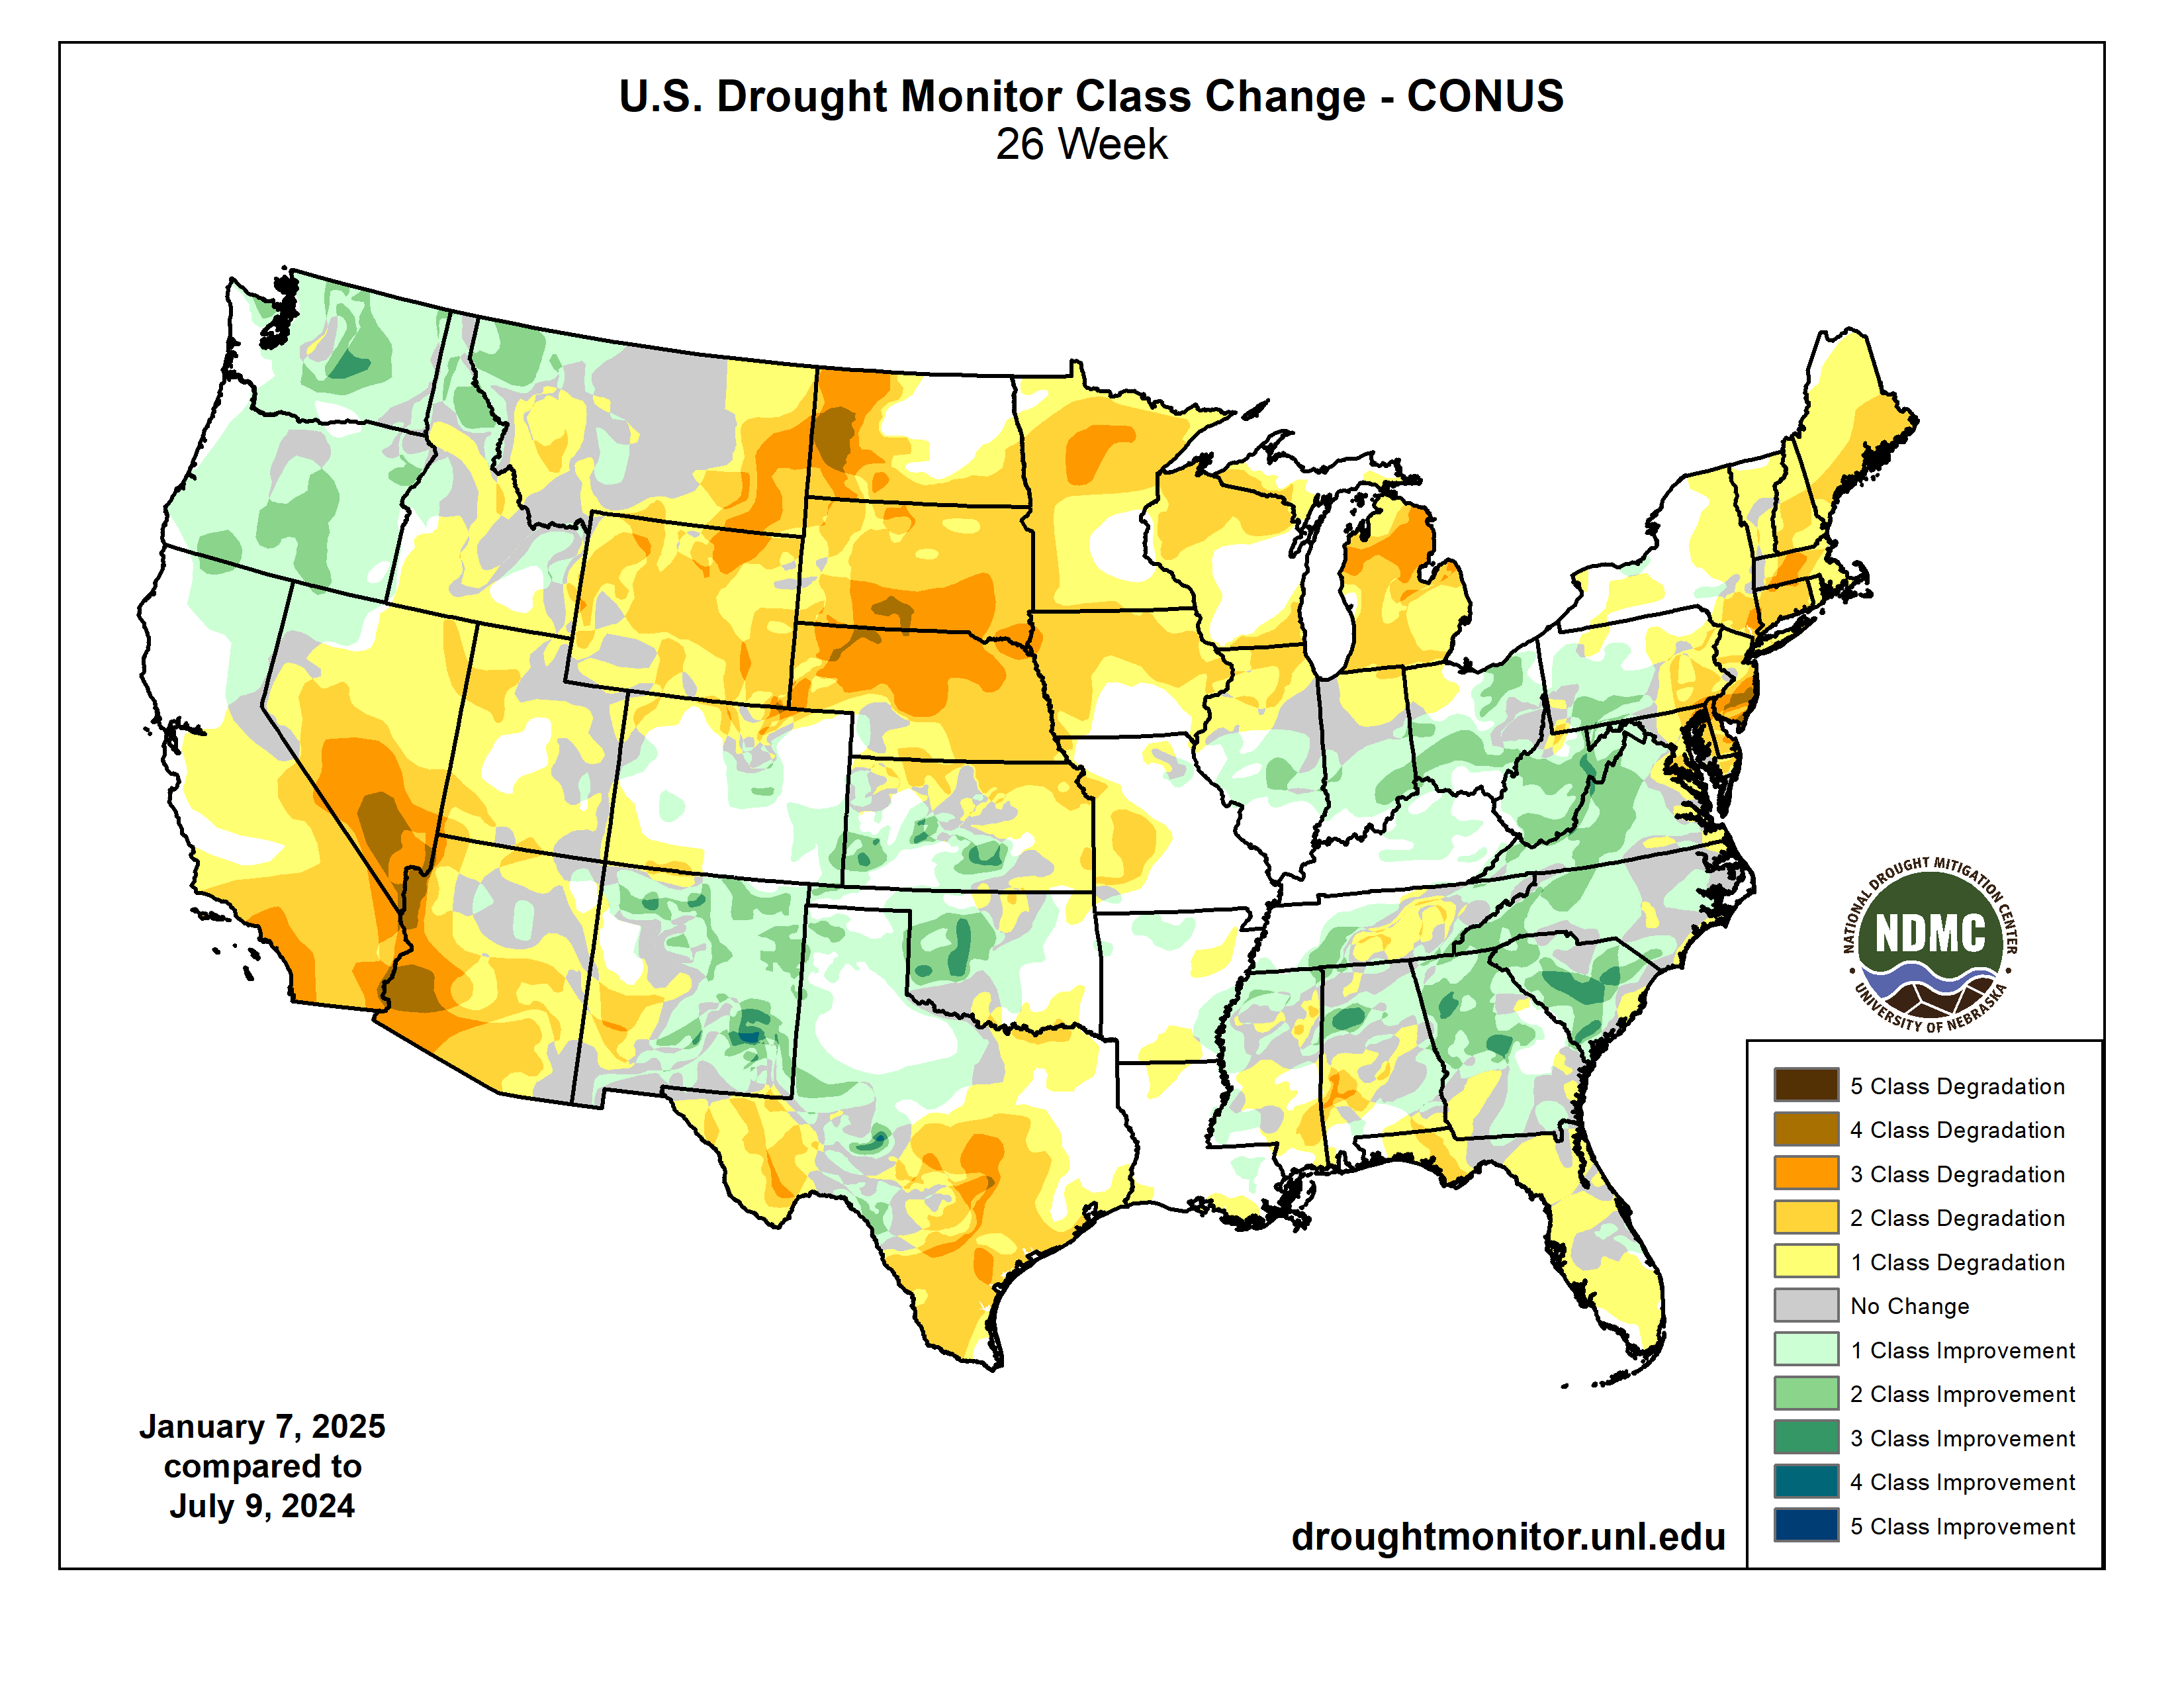 U.S. Drought Monitor Class Change - CONUS
26 Week
NATIONAL DROUGHT MITIGATION CENTER
NDMC
UNIVERSITY OF NEBRASKA
5 Class Degradation
4 Class Degradation
3 Class Degradation
2 Class Degradation
1 Class Degradation
No Change
1 Class Improvement
2 Class Improvement
3 Class Improvement
4 Class Improvement
5 Class Improvement
January 7, 2025
compared to
July 9, 2024
droughtmonitor.unl.edu